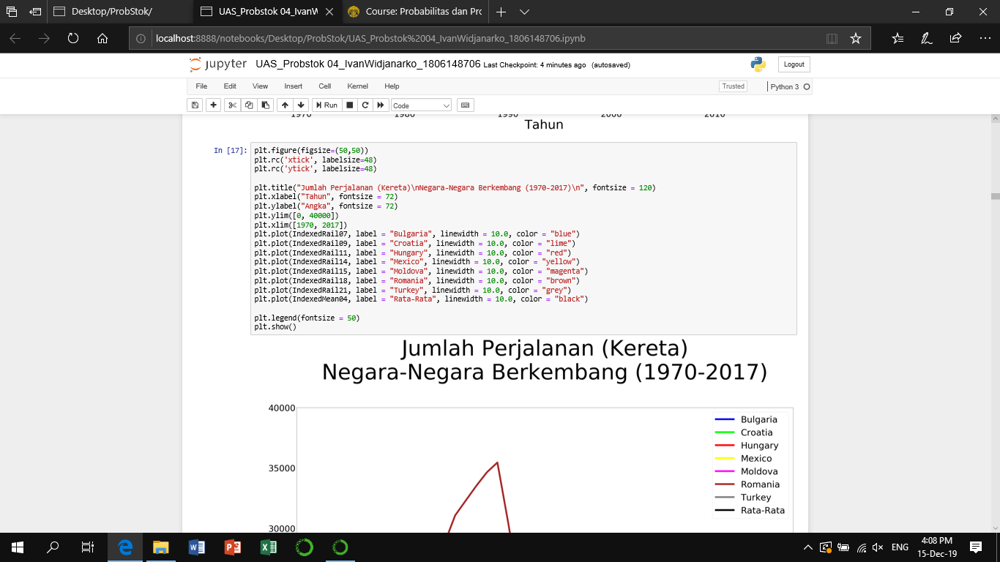 Desktop/ProbStok/
UAS_Probstok 04_IvanW
Course: Probabilitas dan Pro
localhost:8888/notebooks/Desktop/ProbStok/UAS_Probstok%2004_IvanWidjanarko_1806148706.ipynb
jupyter UAS_Probstok 04_IvanWidjanarko_1806148706 Last Checkpoint: 4 minutes ago (autosaved)
Logout
File Edit View Insert Cell Kernel Help
Trusted
Python 3
Run
Code
1970 1980 1990 2000 2010
Tahun
In [17]:
plt.figure(figsize=(50,50))
plt.rc('xtick', labelsize=48)
plt.rc('ytick', labelsize=48)
plt.title("Jumlah Perjalanan (Kereta)\nNegara-Negara Berkembang (1970-2017)\n", fontsize = 120)
plt.xlabel("Tahun", fontsize = 72)
plt.ylabel("Angka", fontsize = 72)
plt.ylim([0, 40000])
plt.xlim([1970, 2017])
plt.plot(IndexedRail07, label = "Bulgaria", linewidth = 10.0, color = "blue")
plt.plot(IndexedRail09, label = "Croatia", linewidth = 10.0, color = "lime")
plt.plot(IndexedRail11, label = "Hungary", linewidth = 10.0, color = "red")
plt.plot(IndexedRail14, label = "Mexico", linewidth = 10.0, color = "yellow")
plt.plot(IndexedRail15, label = "Moldova", linewidth = 10.0, color = "magenta")
plt.plot(IndexedRail18, label = "Romania", linewidth = 10.0, color = "brown")
plt.plot(IndexedRail21, label = "Turkey", linewidth = 10.0, color = "grey")
plt.plot(IndexedMean04, label = "Rata-Rata", linewidth = 10.0, color = "black")
plt.legend(fontsize = 50)
plt.show()
Jumlah Perjalanan (Kereta)
Negara-Negara Berkembang (1970-2017)
40000
35000
30000
Bulgaria
Croatia
Hungary
Mexico
Moldova
Romania
Turkey
Rata-Rata
ENG
4:08 PM
15-Dec-19